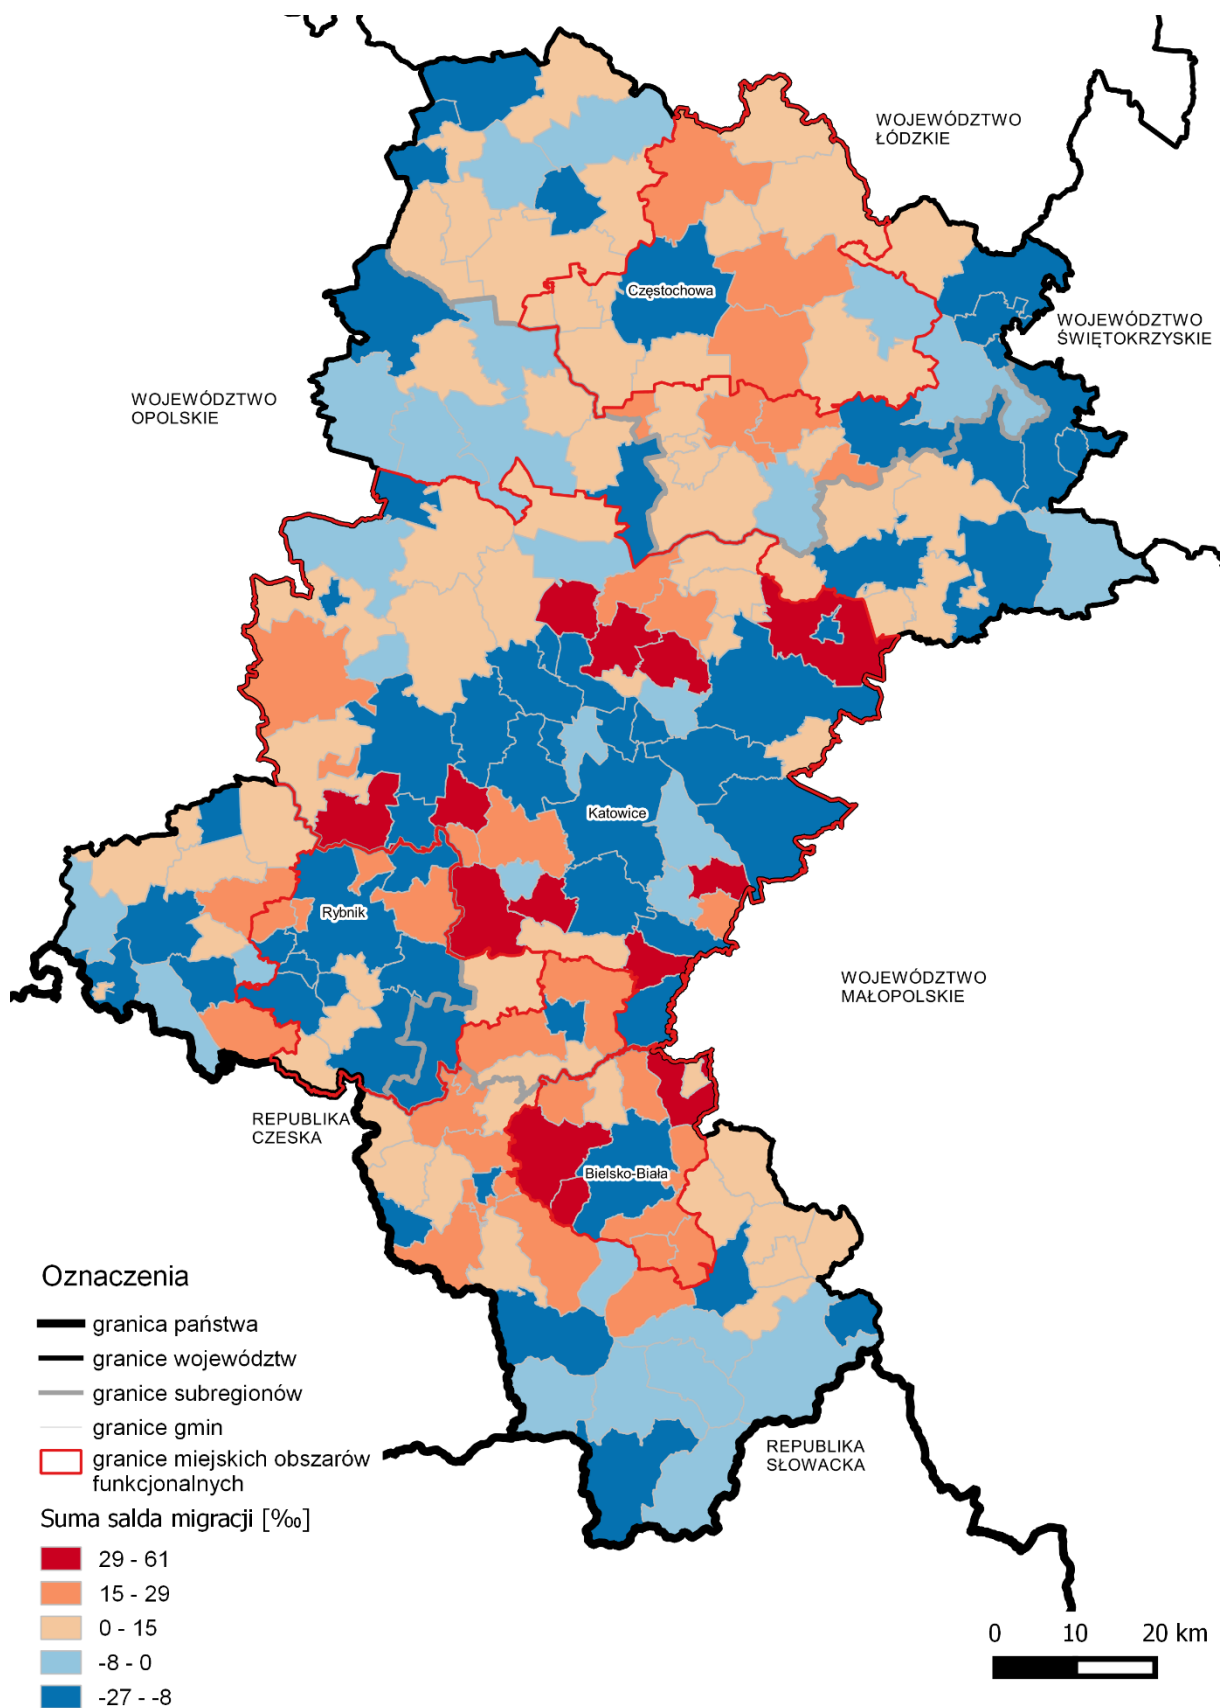 WOJEWÓDZTWO
ŁÓDZKIE
Częstochowa
WOJEWÓDZTWO
ŚWIĘTOKRZYSKIE
WOJEWÓDZTWO
OPOLSKIE
Katowice
Rybnik
WOJEWÓDZTWO
MAŁOPOLSKIE
REPUBLIKA
CZESKA
Bielsko-Biała
REPUBLIKA
SŁOWACKA
Oznaczenia
granica państwa
granice województw
granice subregionów
granice gmin
granice miejskich obszarów
funkcjonalnych
Suma salda migracji [‰]
29 - 61
15 - 29
0 - 15
-8 - 0
-27 - -8
0 10 20 km